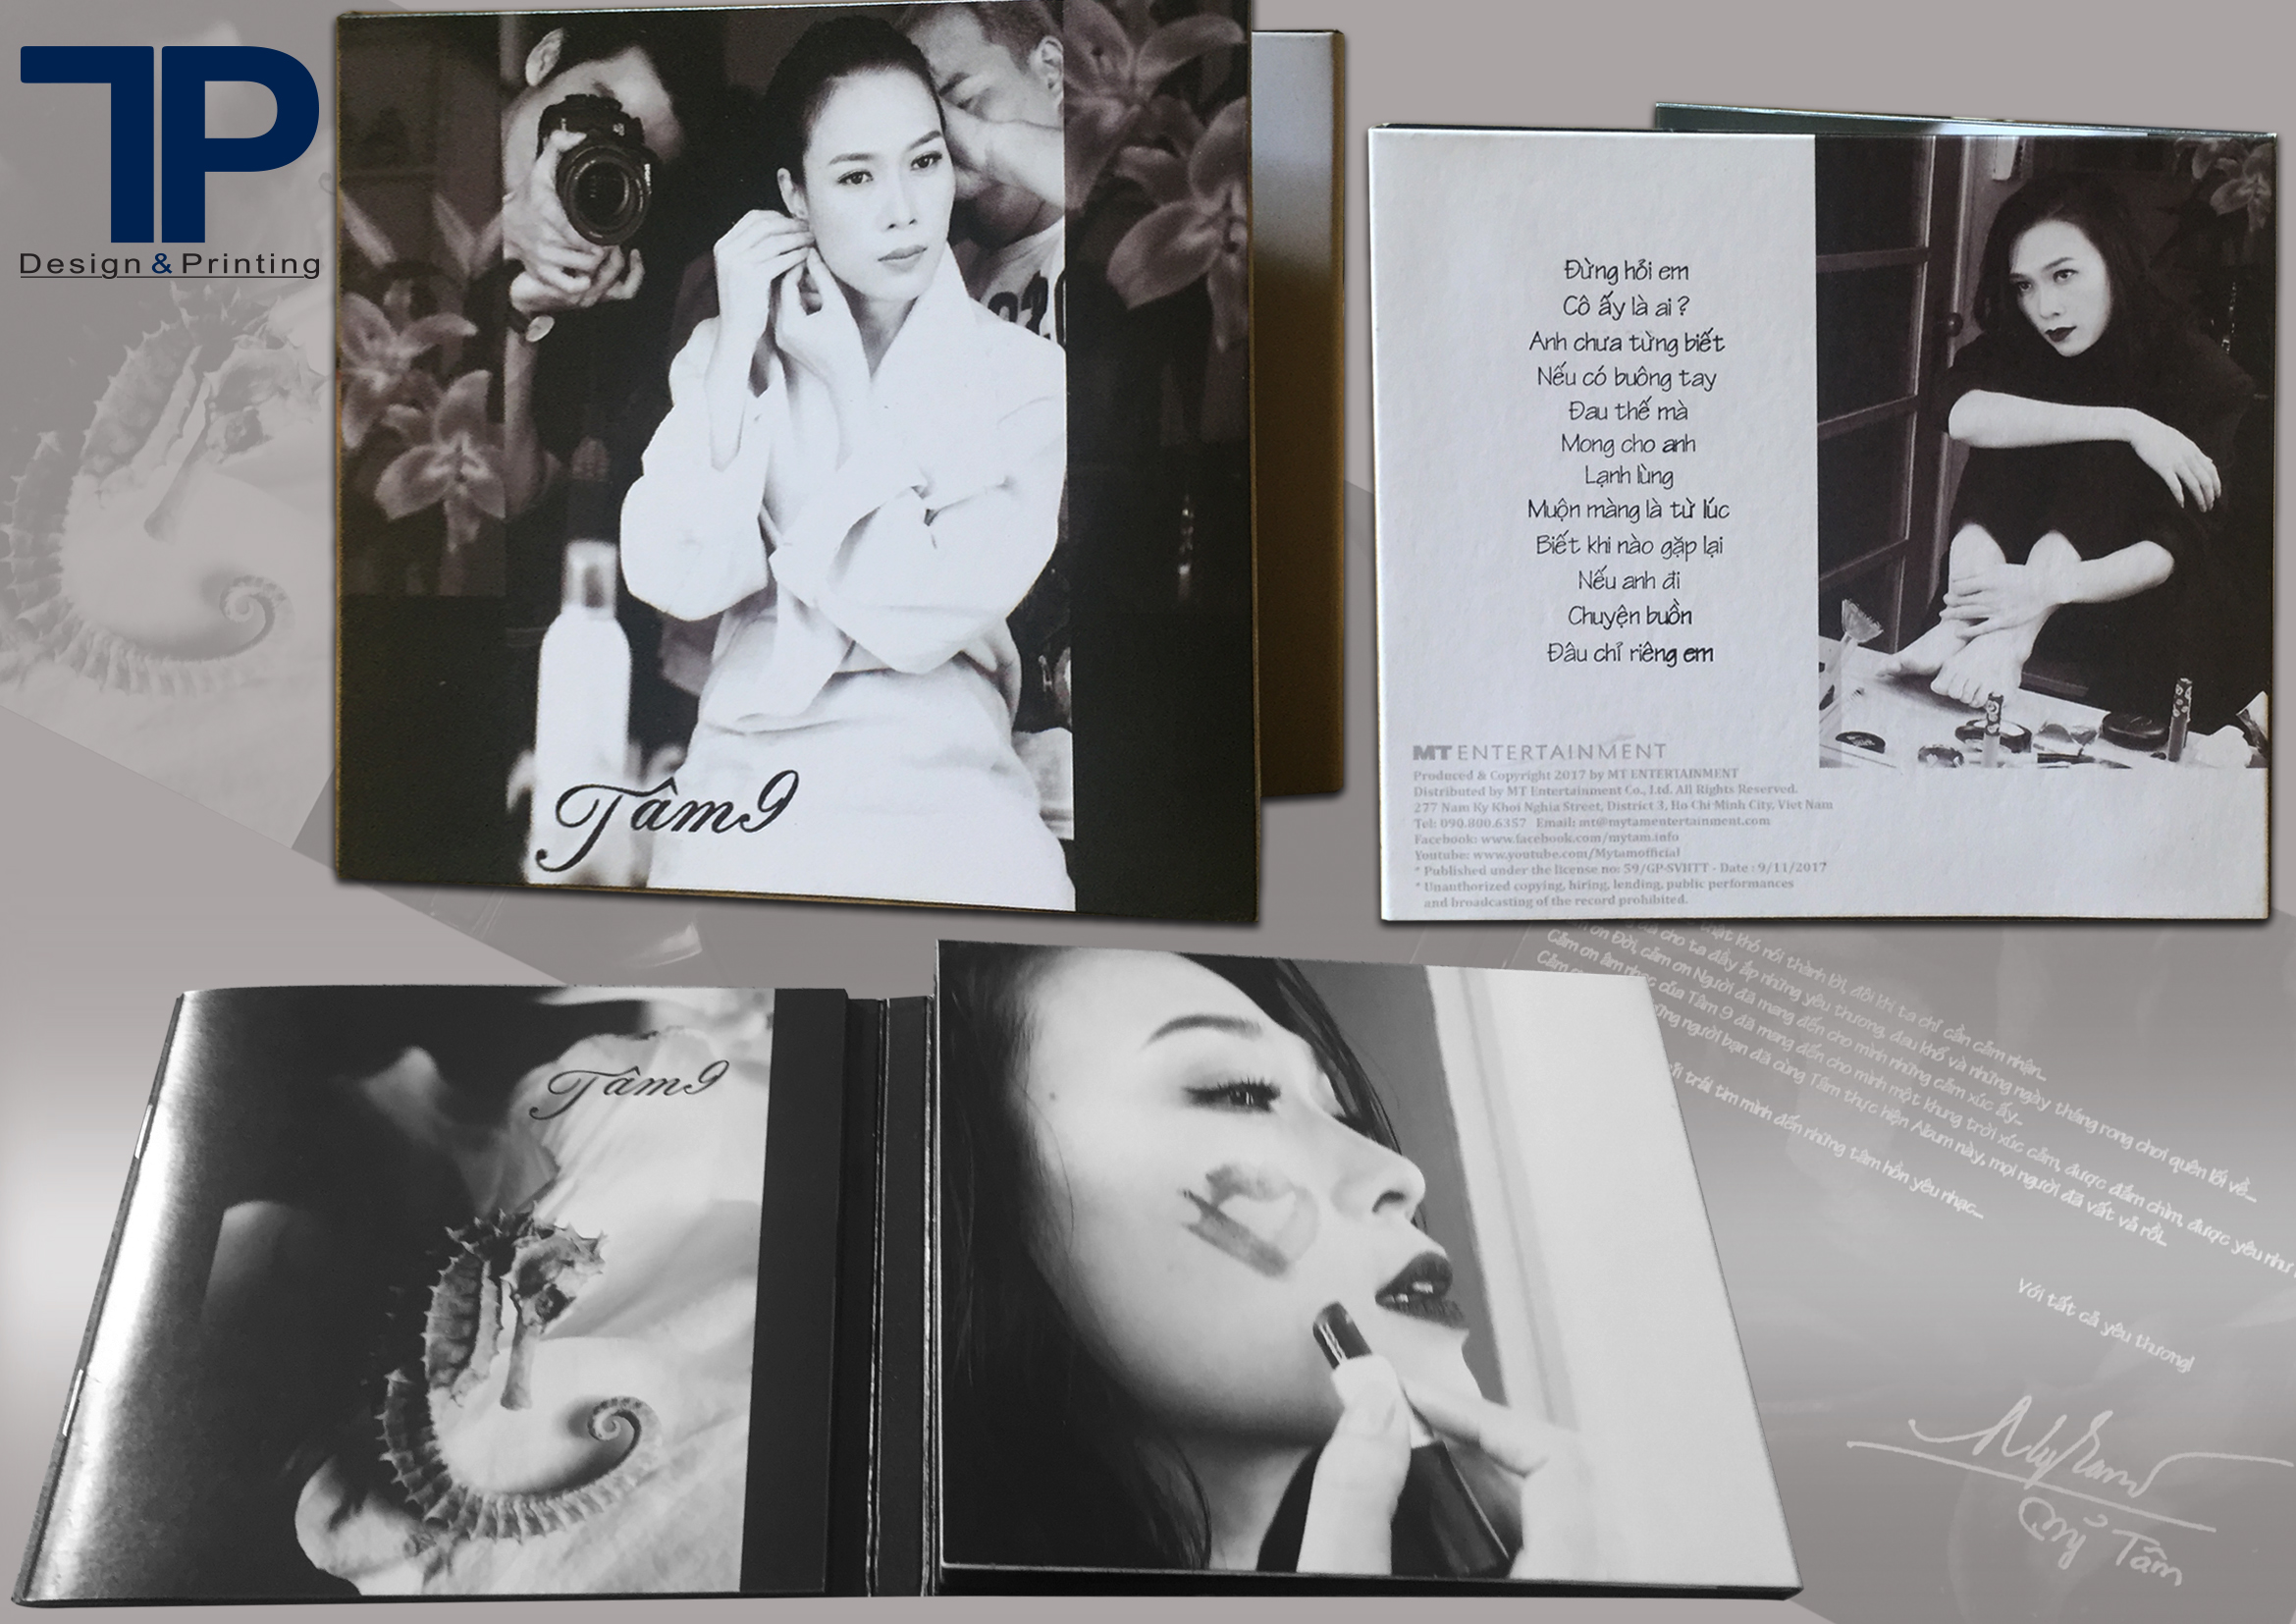 TP
Design & Printing
Tâm9
Đừng hỏi em
Cô ấy là ai ?
Anh chưa từng biết
Nếu có buông tay
Đau thế mà
Mong cho anh
Lạnh lùng
Muộn màng là từ lúc
Biết khi nào gặp lại
Nếu anh đi
Chuyện buồn
Đâu chỉ riêng em
MT ENTERTAINMENT
Produced & Copyright 2017 by MT ENTERTAINMENT
Distributed by MT Entertainment Co., Ltd. All Rights Reserved.
277 Nam Ky Khoi Nghia Street, District 3, Ho Chi Minh City, Viet Nam
Tel: 090.800.6357 Email: mt@mytamentertainment.com
Facebook: www.facebook.com/mytam.info
Youtube: www.youtube.com/Mytamofficial
* Published under the license no: 59/GP-SVHTT - Date : 9/11/2017
* Unauthorized copying, hiring, lending, public performances
and broadcasting of the record prohibited.
Tâm9
khó nói thành lời, đôi khi ta chỉ cần cảm nhận...
cho ta đầy ắp những yêu thương, đau khổ và những ngày tháng rong chơi quên lối về...
ơn Đời, cảm ơn Người đã mang đến cho mình những cảm xúc ấy...
Cảm ơn âm nhạc của Tâm 9 đã mang đến cho mình một khung trời xúc cảm, được đắm chìm, được yêu như
Cảm người bạn đã cùng Tâm thực hiện Album này, mọi người đã vất vả rồi...
trái tim mình đến những tâm hồn yêu nhạc...
Với tất cả yêu thương!
Mỹ Tâm